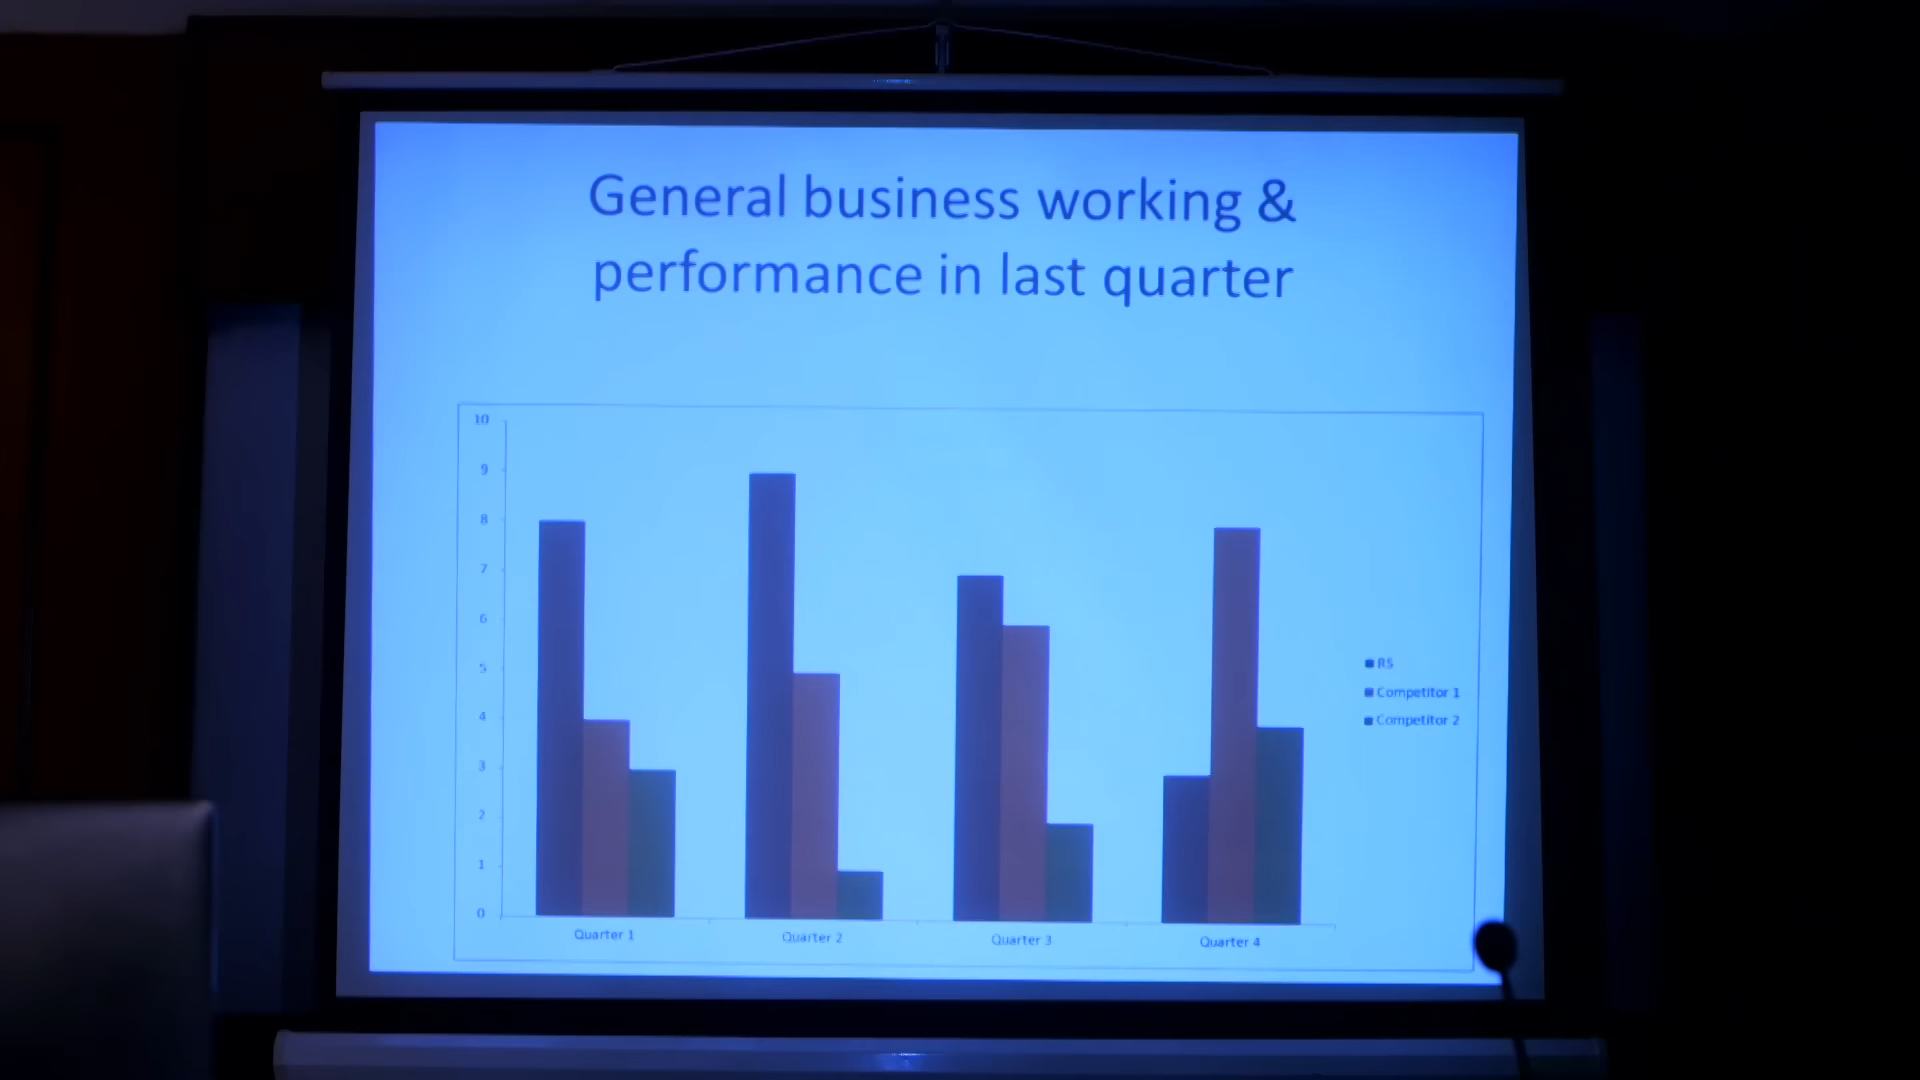 General business working &
performance in last quarter
10
9
8
7
6
5
4
3
2
1
0
Quarter 1
Quarter 2
Quarter 3
Quarter 4
RS
Competitor 1
Competitor 2